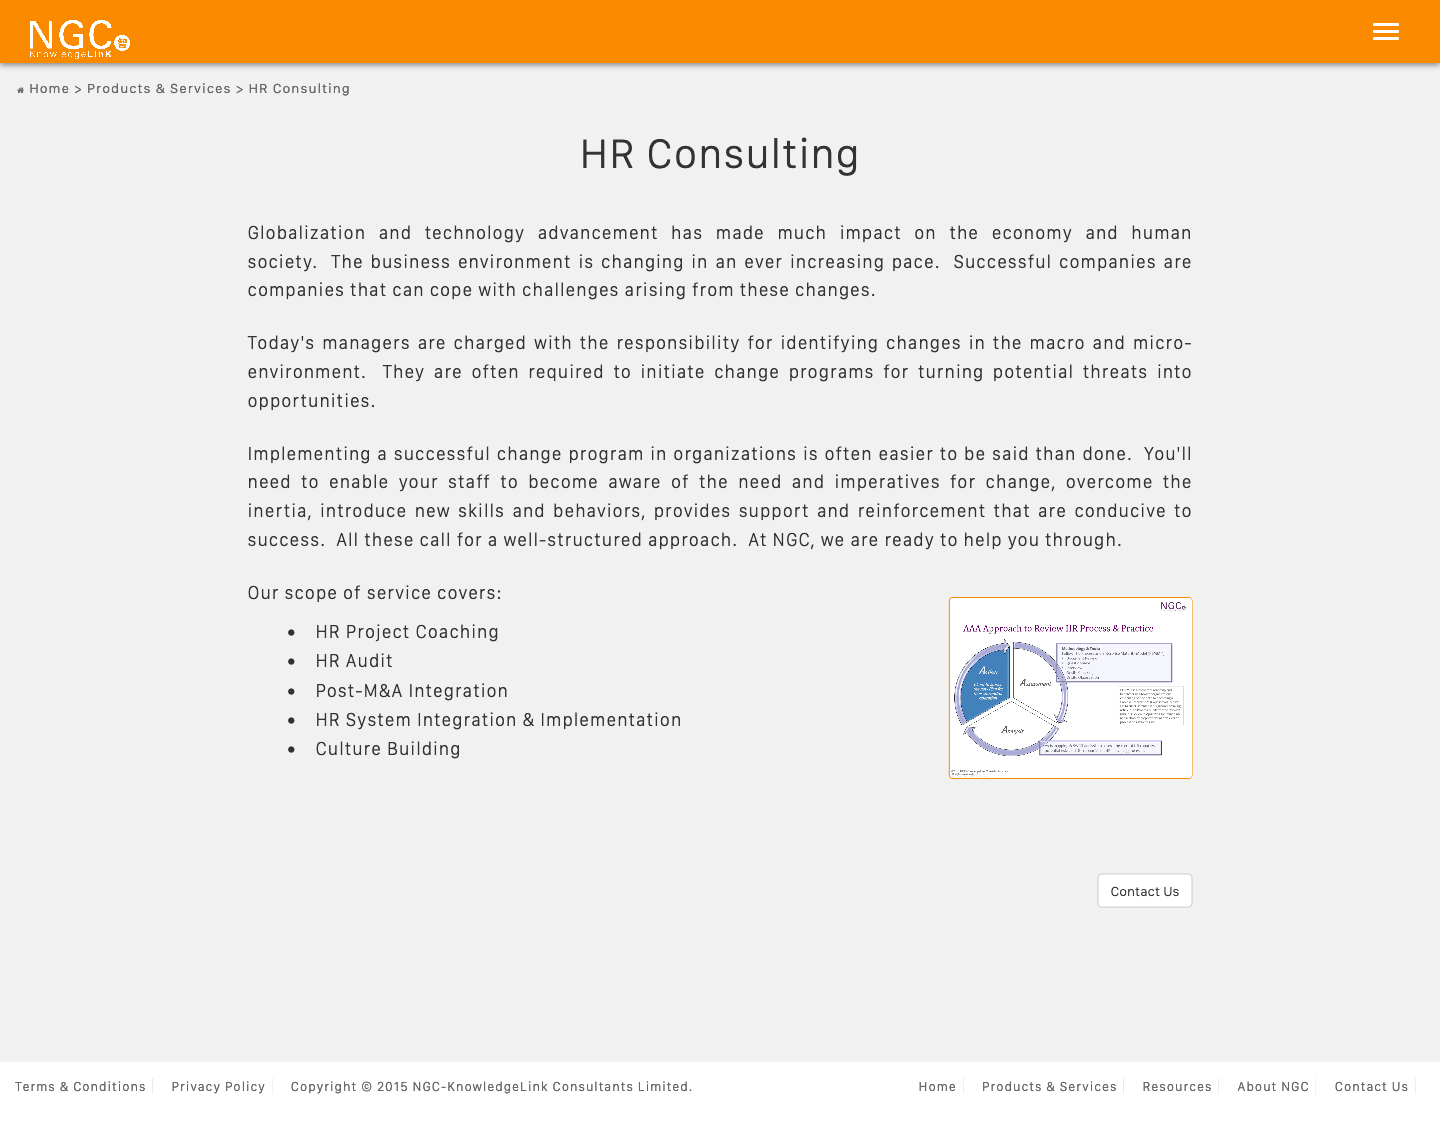 NGC
KnowledgeLinK
Home > Products & Services > HR Consulting
HR Consulting
Globalization and technology advancement has made much impact on the economy and human
society. The business environment is changing in an ever increasing pace. Successful companies are
companies that can cope with challenges arising from these changes.
Today's managers are charged with the responsibility for identifying changes in the macro and micro-
environment. They are often required to initiate change programs for turning potential threats into
opportunities.
Implementing a successful change program in organizations is often easier to be said than done. You'll
need to enable your staff to become aware of the need and imperatives for change, overcome the
inertia, introduce new skills and behaviors, provides support and reinforcement that are conducive to
success. All these call for a well-structured approach. At NGC, we are ready to help you through.
Our scope of service covers:
• HR Project Coaching
• HR Audit
• Post-M&A Integration
• HR System Integration & Implementation
• Culture Building
NGC
AAA Approach to Review HR Process & Practice
Methodology & Tools:
Action
Assessment
Analysis
Contact Us
Terms & Conditions
Privacy Policy
Copyright © 2015 NGC-KnowledgeLink Consultants Limited.
Home
Products & Services
Resources
About NGC
Contact Us